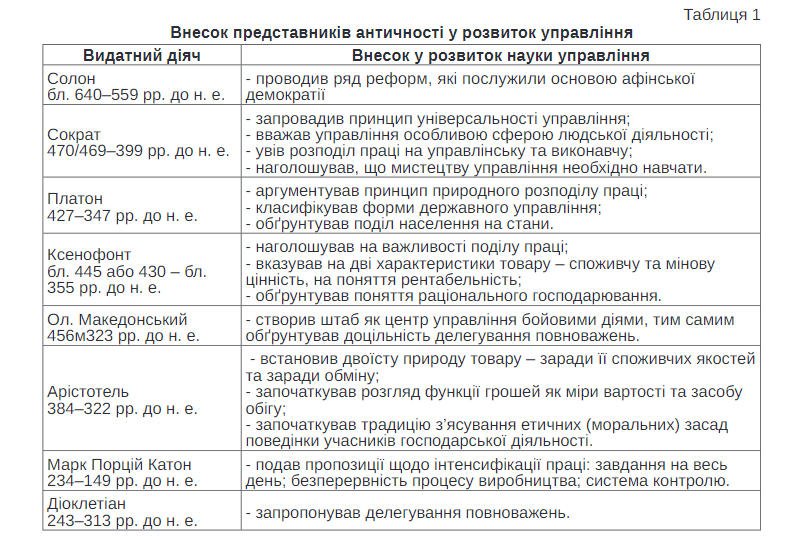 Таблиця 1
Внесок представників античності у розвиток управління
Видатний діяч
Внесок у розвиток науки управління
Солон
бл. 640–559 рр. до н. е.
- проводив ряд реформ, які послужили основою афінської
демократії
Сократ
470/469–399 рр. до н. е.
- запровадив принцип універсальності управління;
- вважав управління особливою сферою людської діяльності;
- увів розподіл праці на управлінську та виконавчу;
- наголошував, що мистецтву управління необхідно навчати.
Платон
427–347 рр. до н. е.
- аргументував принцип природного розподілу праці;
- класифікував форми державного управління;
- обґрунтував поділ населення на стани.
Ксенофонт
бл. 445 або 430 – бл.
355 рр. до н. е.
- наголошував на важливості поділу праці;
- вказував на дві характеристики товару – споживчу та мінову
цінність, на поняття рентабельність;
- обґрунтував поняття раціонального господарювання.
Ол. Македонський
456м323 рр. до н. е.
- створив штаб як центр управління бойовими діями, тим самим
обґрунтував доцільність делегування повноважень.
Арістотель
384–322 рр. до н. е.
- встановив двоїсту природу товару – заради її споживчих якостей
та заради обміну;
- започаткував розгляд функції грошей як міри вартості та засобу
обігу;
- започаткував традицію з’ясування етичних (моральних) засад
поведінки учасників господарської діяльності.
Марк Порцій Катон
234–149 рр. до н. е.
- подав пропозиції щодо інтенсифікації праці: завдання на весь
день; безперервність процесу виробництва; система контролю.
Діоклетіан
243–313 рр. до н. е.
- запропонував делегування повноважень.